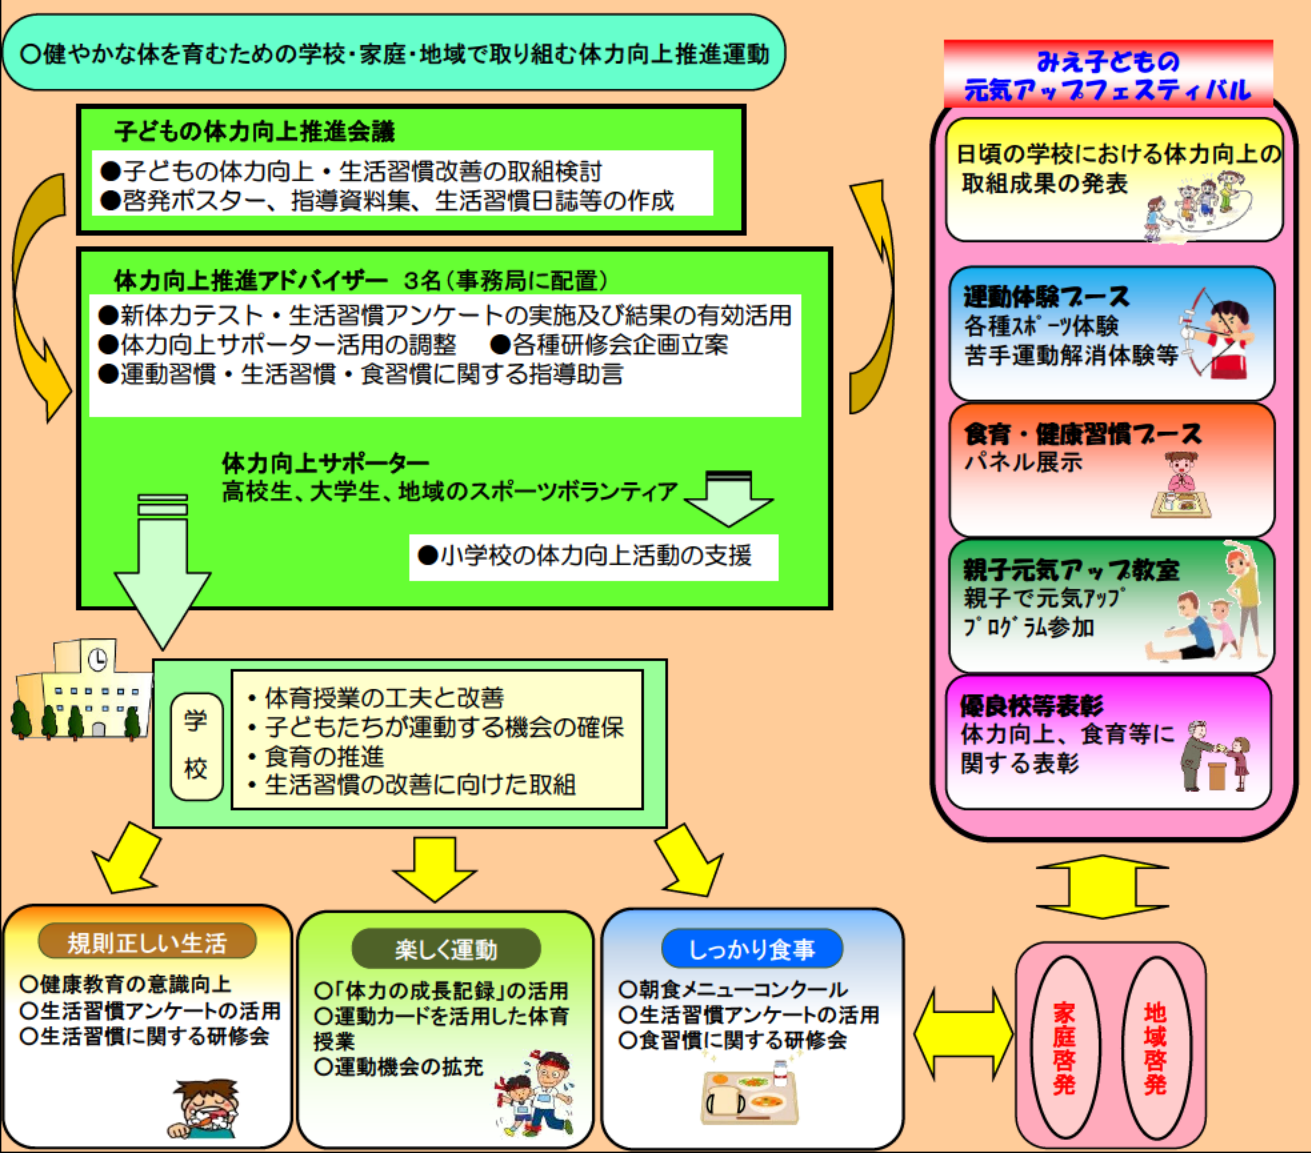 ○健やかな体を育むための学校・家庭・地域で取り組む体力向上推進運動
子どもの体力向上推進会議
●子どもの体力向上・生活習慣改善の取組検討
●啓発ポスター、指導資料集、生活習慣日誌等の作成
体力向上推進アドバイザー 3名(事務局に配置)
●新体力テスト・生活習慣アンケートの実施及び結果の有効活用
●体力向上サポーター活用の調整 ●各種研修会企画立案
●運動習慣・生活習慣・食習慣に関する指導助言
体力向上サポーター
高校生、大学生、地域のスポーツボランティア
●小学校の体力向上活動の支援
学校
・体育授業の工夫と改善
・子どもたちが運動する機会の確保
・食育の推進
・生活習慣の改善に向けた取組
規則正しい生活
○健康教育の意識向上
○生活習慣アンケートの活用
○生活習慣に関する研修会
楽しく運動
○「体力の成長記録」の活用
○運動カードを活用した体育
授業
○運動機会の拡充
しっかり食事
○朝食メニューコンクール
○生活習慣アンケートの活用
○食習慣に関する研修会
みえ子どもの
元気アップフェスティバル
日頃の学校における体力向上の
取組成果の発表
運動体験ブース
各種ｽﾎﾟｰﾂ体験
苦手運動解消体験等
食育・健康習慣ブース
パネル展示
親子元気アップ教室
親子で元気ｱｯﾌﾟ
ﾌﾟﾛｸﾞﾗﾑ参加
優良校等表彰
体力向上、食育等に
関する表彰
家庭啓発
地域啓発